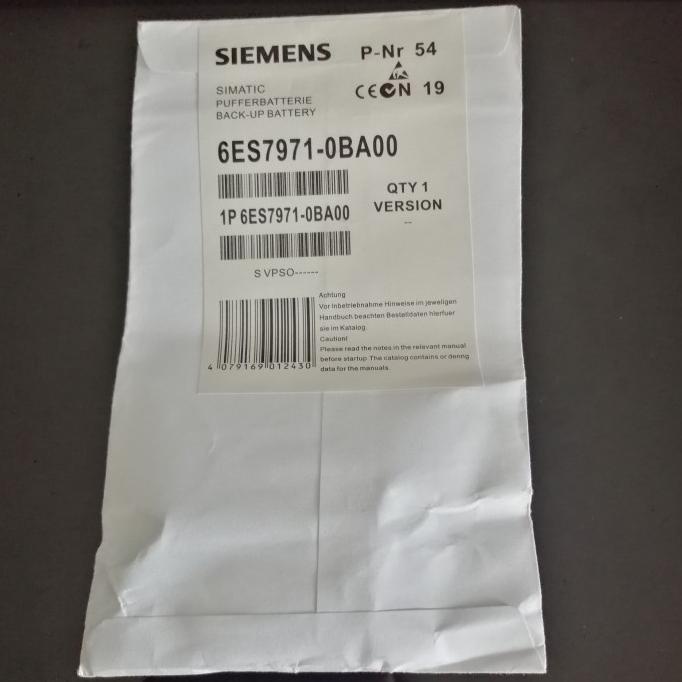 SIEMENS
P-Nr 54
CE N 19
SIMATIC
PUFFERBATTERIE
BACK-UP BATTERY
6ES7971-0BA00
1P 6ES7971-0BA00
QTY 1
VERSION
--
S VPSO------
Achtung
Vor Inbetriebnahme Hinweise im jeweligen
Handbuch beachten Bestelldaten hierfuer
sie im Katalog.
Caution!
Please read the notes in the relevant manual
before startup The catalog contains or dering
data for the manuals.
4 079169 012430